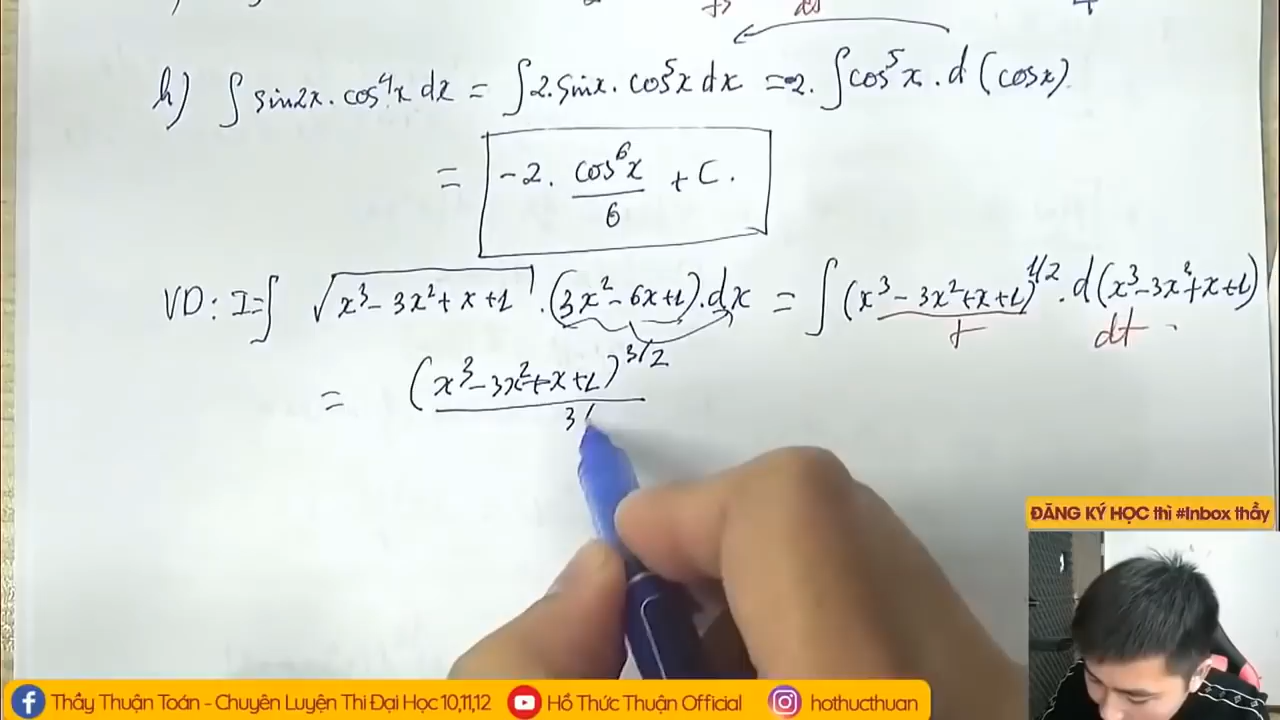 h) ∫ sin2x. cos⁴x dx = ∫2.sinx. cos⁵x dx = -2. ∫cos⁵x. d (cosx)
= -2. cos⁶x/6 + C.
VD: I=∫ √(x³-3x²+x+1) .(3x²-6x+1).dx = ∫(x³-3x²+x+1)^1/2. d(x³-3x²+x+1)
t dt
= (x³-3x²+x+1)^3/2
3/
ĐĂNG KÝ HỌC thì #Inbox thầy
Thầy Thuận Toán - Chuyên Luyện Thi Đại Học 10,11,12 Hồ Thức Thuận Official hothucthuan